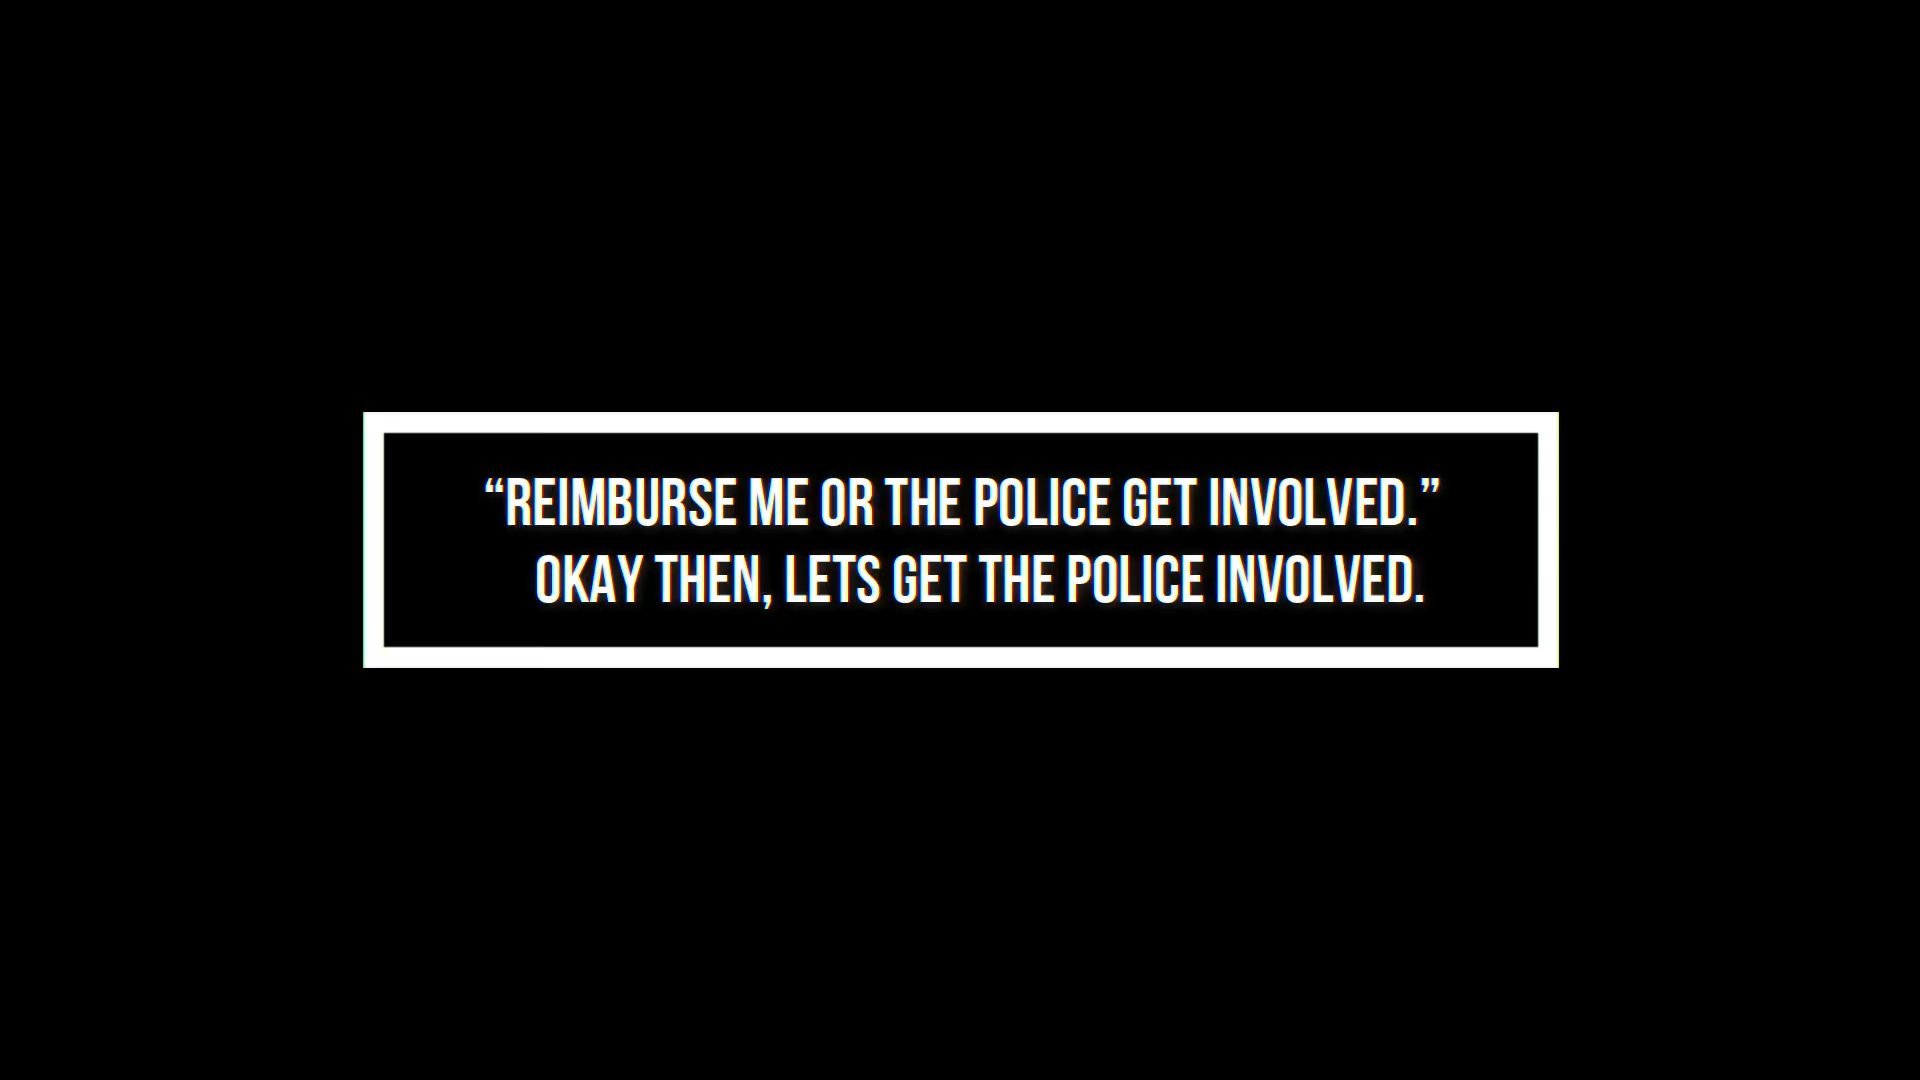 “REIMBURSE ME OR THE POLICE GET INVOLVED.”
OKAY THEN, LETS GET THE POLICE INVOLVED.